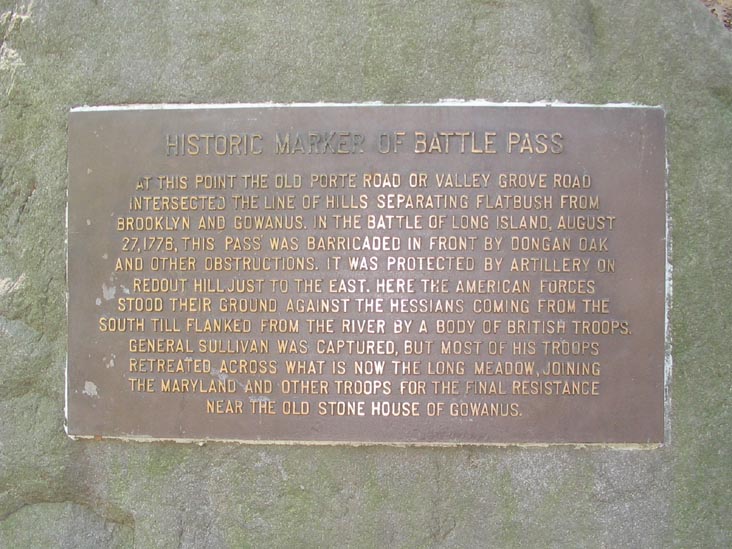 HISTORIC MARKER OF BATTLE PASS
AT THIS POINT THE OLD PORTE ROAD OR VALLEY GROVE ROAD
INTERSECTED THE LINE OF HILLS SEPARATING FLATBUSH FROM
BROOKLYN AND GOWANUS. IN THE BATTLE OF LONG ISLAND, AUGUST
27, 1776, THIS PASS WAS BARRICADED IN FRONT BY DONGAN OAK
AND OTHER OBSTRUCTIONS. IT WAS PROTECTED BY ARTILLERY ON
REDOUT HILL JUST TO THE EAST. HERE THE AMERICAN FORCES
STOOD THEIR GROUND AGAINST THE HESSIANS COMING FROM THE
SOUTH TILL FLANKED FROM THE RIVER BY A BODY OF BRITISH TROOPS.
GENERAL SULLIVAN WAS CAPTURED, BUT MOST OF HIS TROOPS
RETREATED ACROSS WHAT IS NOW THE LONG MEADOW, JOINING
THE MARYLAND AND OTHER TROOPS FOR THE FINAL RESISTANCE
NEAR THE OLD STONE HOUSE OF GOWANUS.